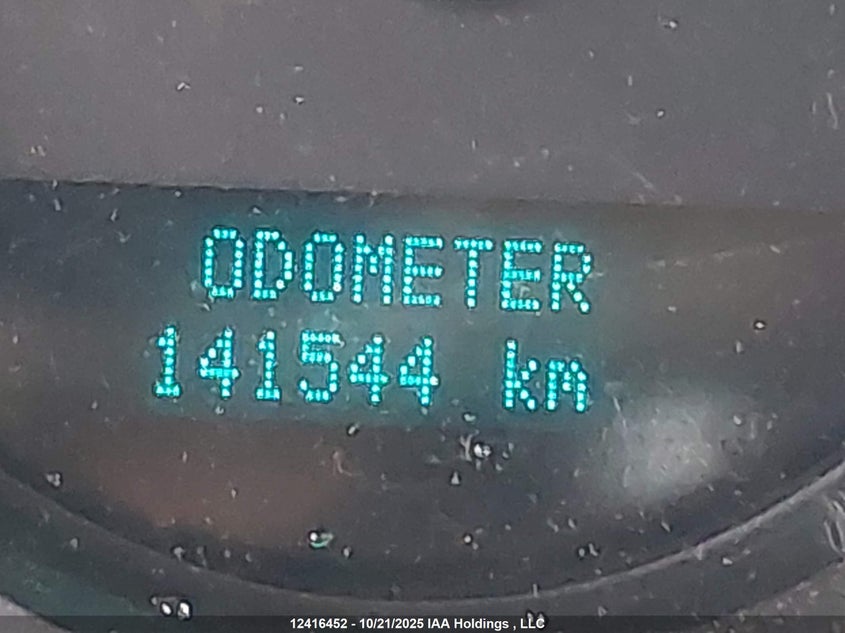 ODOMETER
141544 km
12416452 - 10/21/2025 IAA Holdings , LLC